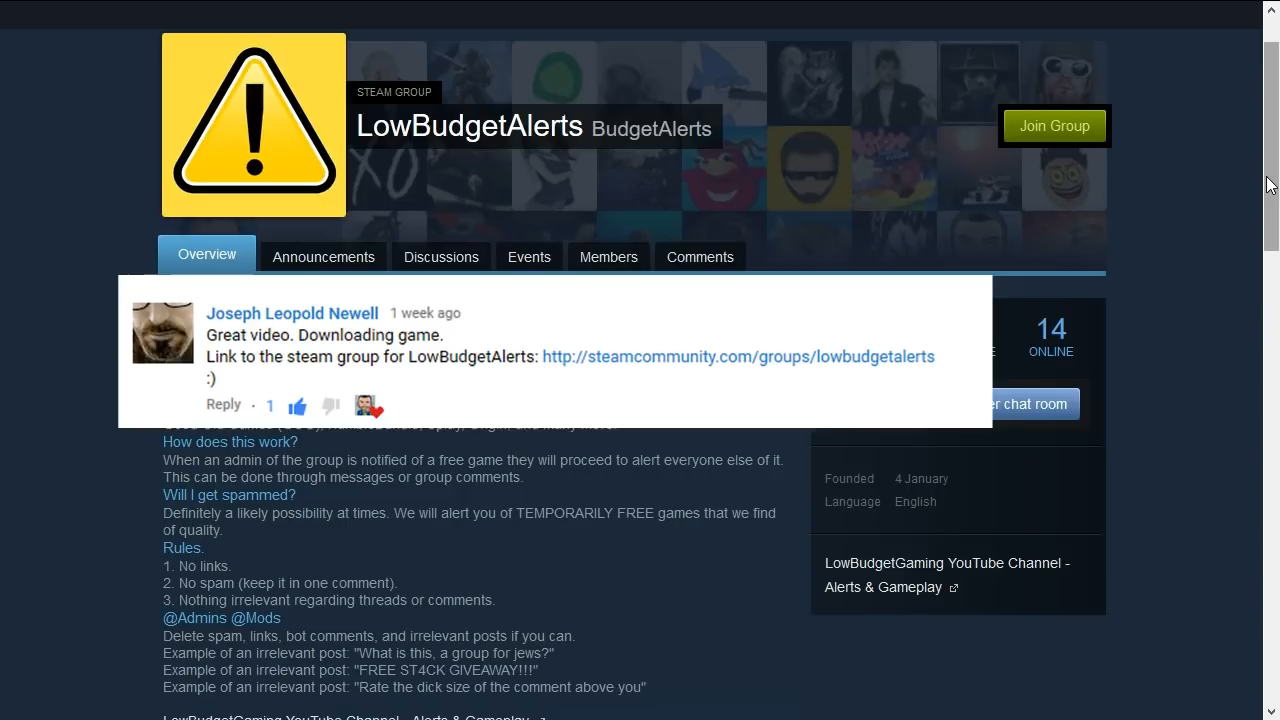 STEAM GROUP
LowBudgetAlerts BudgetAlerts
Join Group
Overview
Announcements
Discussions
Events
Members
Comments
Joseph Leopold Newell 1 week ago
Great video. Downloading game.
Link to the steam group for LowBudgetAlerts: http://steamcommunity.com/groups/lowbudgetalerts
:)
Reply · 1
14
ONLINE
er chat room
How does this work?
When an admin of the group is notified of a free game they will proceed to alert everyone else of it.
This can be done through messages or group comments.
Will I get spammed?
Definitely a likely possibility at times. We will alert you of TEMPORARILY FREE games that we find
of quality.
Rules.
1. No links.
2. No spam (keep it in one comment).
3. Nothing irrelevant regarding threads or comments.
@Admins @Mods
Delete spam, links, bot comments, and irrelevant posts if you can.
Example of an irrelevant post: "What is this, a group for jews?"
Example of an irrelevant post: "FREE ST4CK GIVEAWAY!!!"
Example of an irrelevant post: "Rate the dick size of the comment above you"
LowBudgetGaming YouTube Channel - Alerts & Gameplay
Founded 4 January
Language English
LowBudgetGaming YouTube Channel -
Alerts & Gameplay